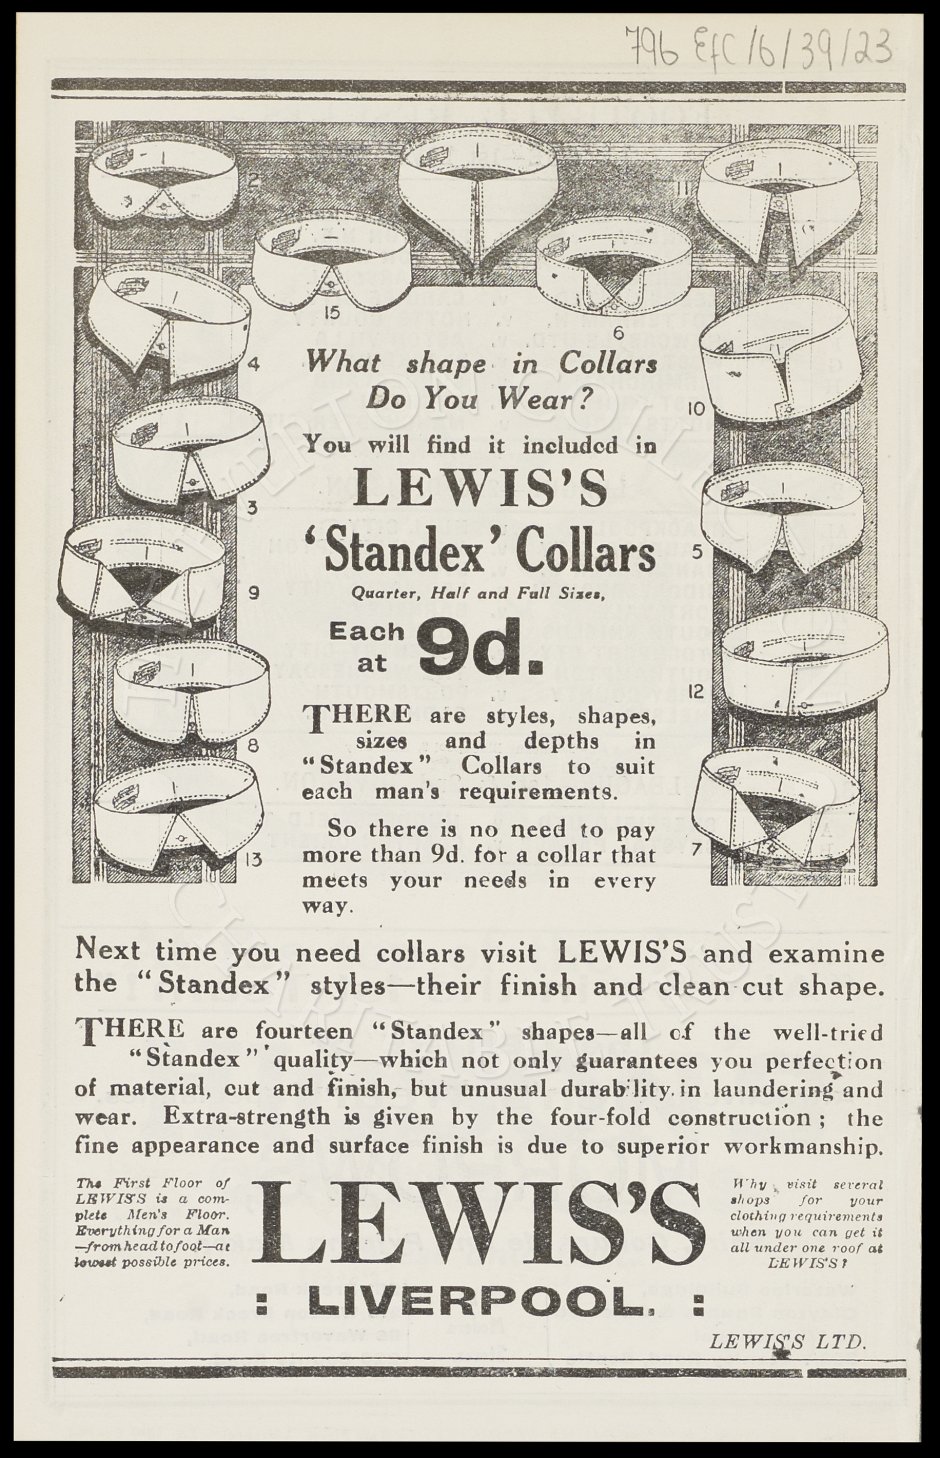 796 EFC/6/39/23
2
11
15
6
4
10
3
5
9
12
8
13
7
What shape in Collars
Do You Wear?
You will find it included in
LEWIS'S
'Standex' Collars
Quarter, Half and Full Sizes,
Each at 9d.
THERE are styles, shapes,
sizes and depths in
"Standex" Collars to suit
each man's requirements.
So there is no need to pay
more than 9d. for a collar that
meets your needs in every
way.
Next time you need collars visit LEWIS'S and examine
the "Standex" styles—their finish and clean cut shape.
THERE are fourteen "Standex" shapes—all of the well-tried
"Standex" quality—which not only guarantees you perfection
of material, cut and finish, but unusual durability in laundering and
wear. Extra-strength is given by the four-fold construction; the
fine appearance and surface finish is due to superior workmanship.
The First Floor of
LEWIS'S is a com-
plete Men's Floor.
Everything for a Man
—from head to foot—at
lowest possible prices.
LEWIS'S
: LIVERPOOL. :
Why visit several
shops for your
clothing requirements
when you can get it
all under one roof at
LEWIS'S?
LEWIS'S LTD.